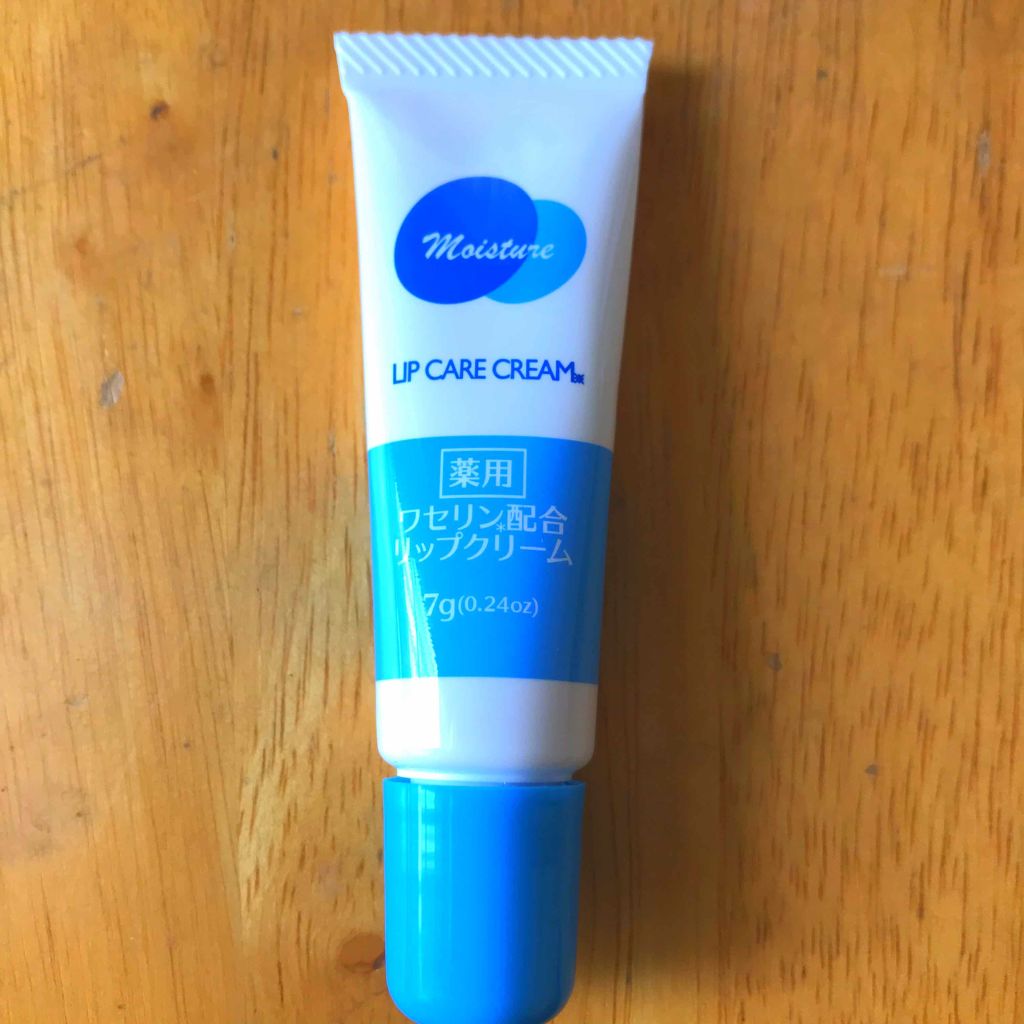 Moisture
LIP CARE CREAM
薬用
ワセリン*配合
リップクリーム
7g(0.24oz)